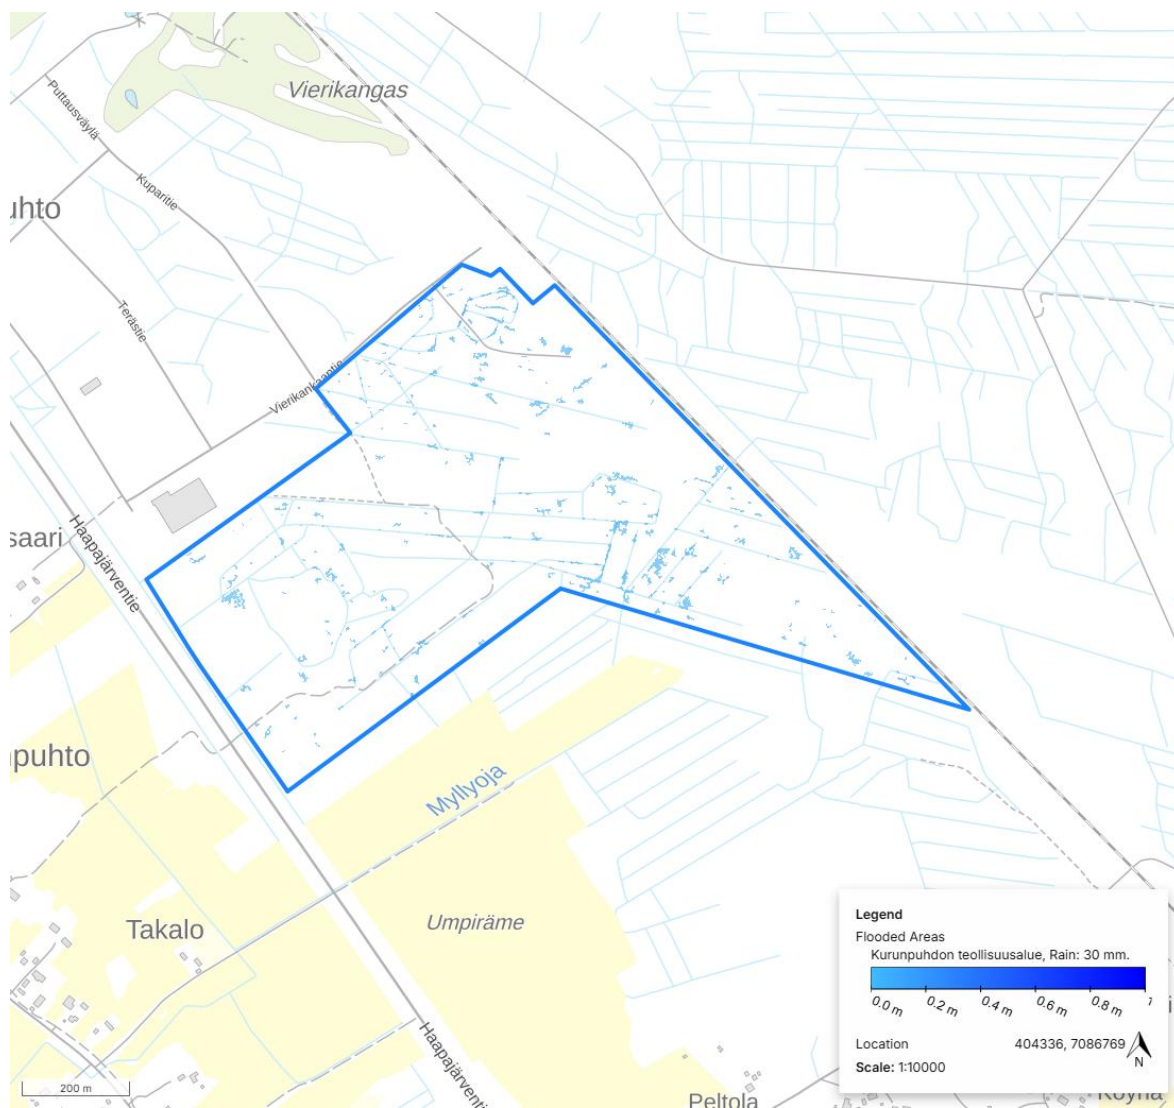 Vierikangas
Puttausväylä
Kuparitie
uhto
Terästie
Vierikankaantie
saari
Haapajärventie
puhto
Myllyoja
Takalo
Umpiräme
Haapajärventi
Peltola
Legend
Flooded Areas
Kurunpuhdon teollisuusalue, Rain: 30 mm.
0.0 m 0.2 m 0.4 m 0.6 m 0.8 m 1
Location 404336, 7086769
N
Scale: 1:10000
200 m